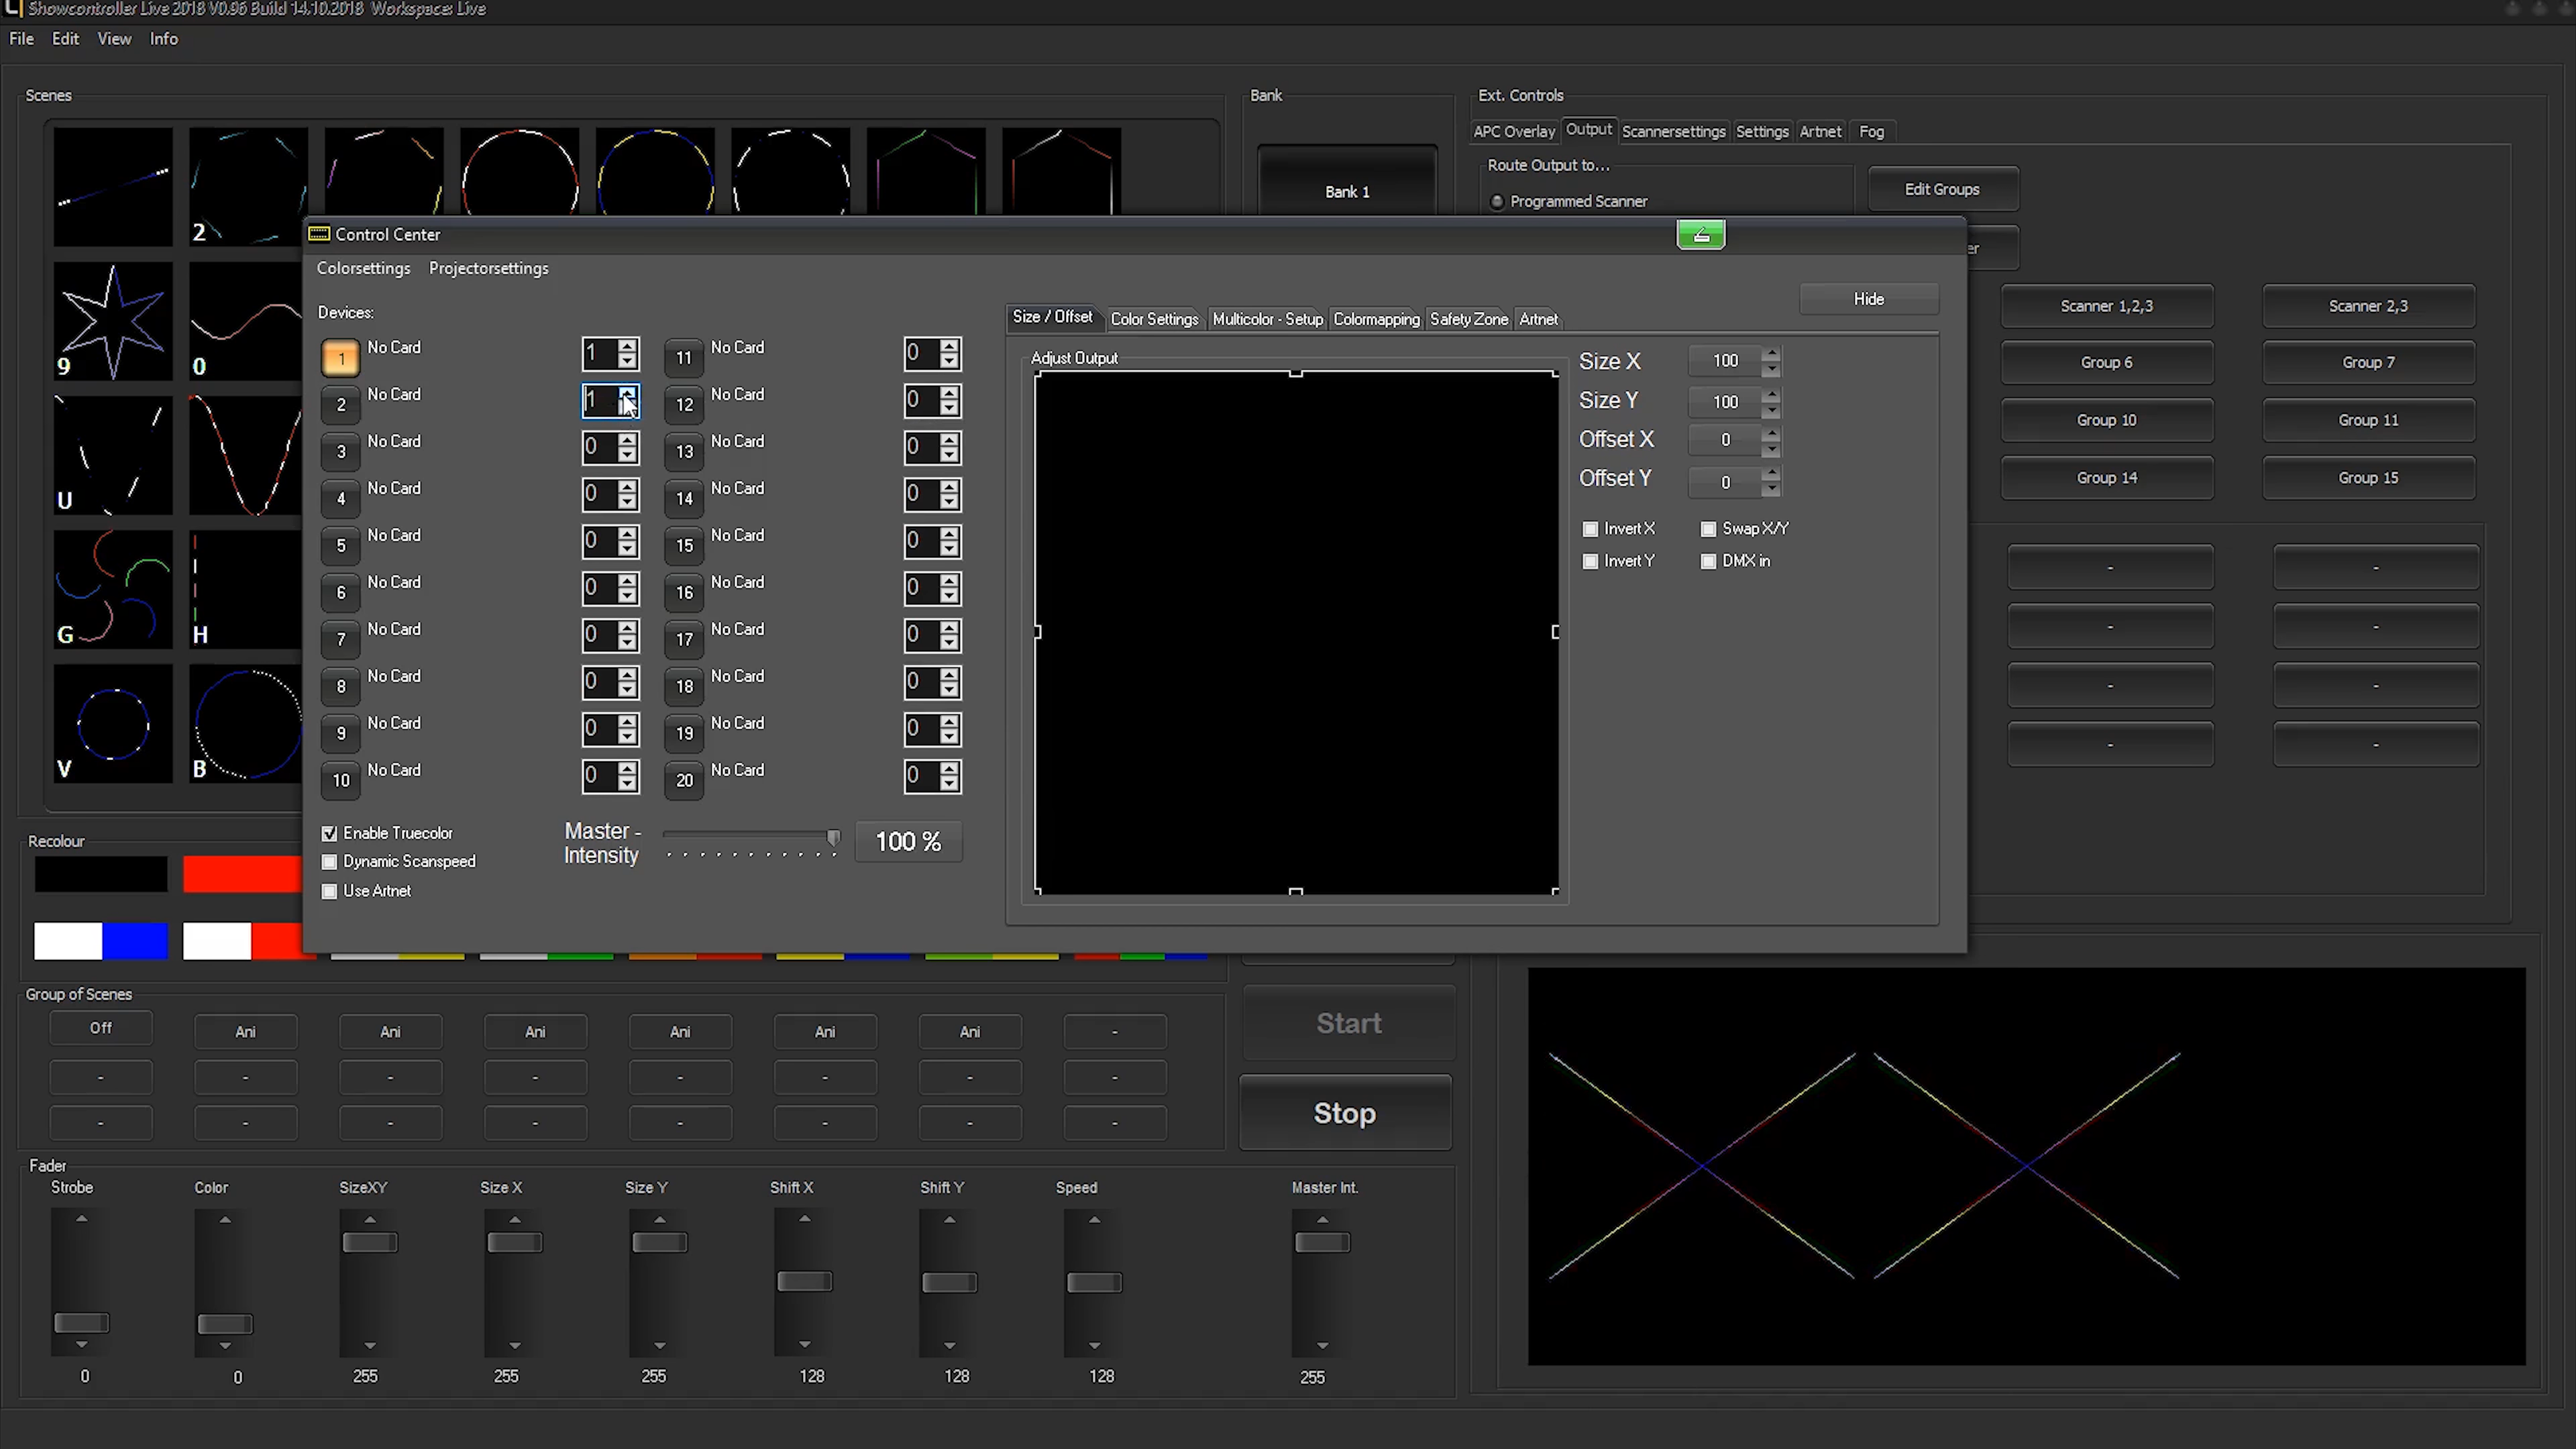 Showcontroller Live 2018 V0.96 Build 14.10.2018 Workspace: Live
File Edit View Info
Scenes
Bank
Ext. Controls
APC Overlay Output Scannersettings Settings Artnet Fog
Route Output to...
Programmed Scanner
Edit Groups
Bank 1
2
9
0
U
G
H
V
B
er
Scanner 1,2,3
Scanner 2,3
Group 6
Group 7
Group 10
Group 11
Group 14
Group 15
-
-
-
-
-
-
-
-
Control Center
Colorsettings Projectorsettings
Hide
Devices:
1 No Card 1 11 No Card 0
2 No Card 1 12 No Card 0
3 No Card 0 13 No Card 0
4 No Card 0 14 No Card 0
5 No Card 0 15 No Card 0
6 No Card 0 16 No Card 0
7 No Card 0 17 No Card 0
8 No Card 0 18 No Card 0
9 No Card 0 19 No Card 0
10 No Card 0 20 No Card 0
Enable Truecolor
Dynamic Scanspeed
Use Artnet
Master -
Intensity
100 %
Size / Offset Color Settings Multicolor - Setup Colormapping Safety Zone Artnet
Adjust Output
Size X 100
Size Y 100
Offset X 0
Offset Y 0
Invert X Swap X/Y
Invert Y DMX in
Recolour
Group of Scenes
Off Ani Ani Ani Ani Ani Ani -
- - - - - - - -
- - - - - - - -
Start
Stop
Fader
Strobe Color SizeXY Size X Size Y Shift X Shift Y Speed Master Int.
0 0 255 255 255 128 128 128 255